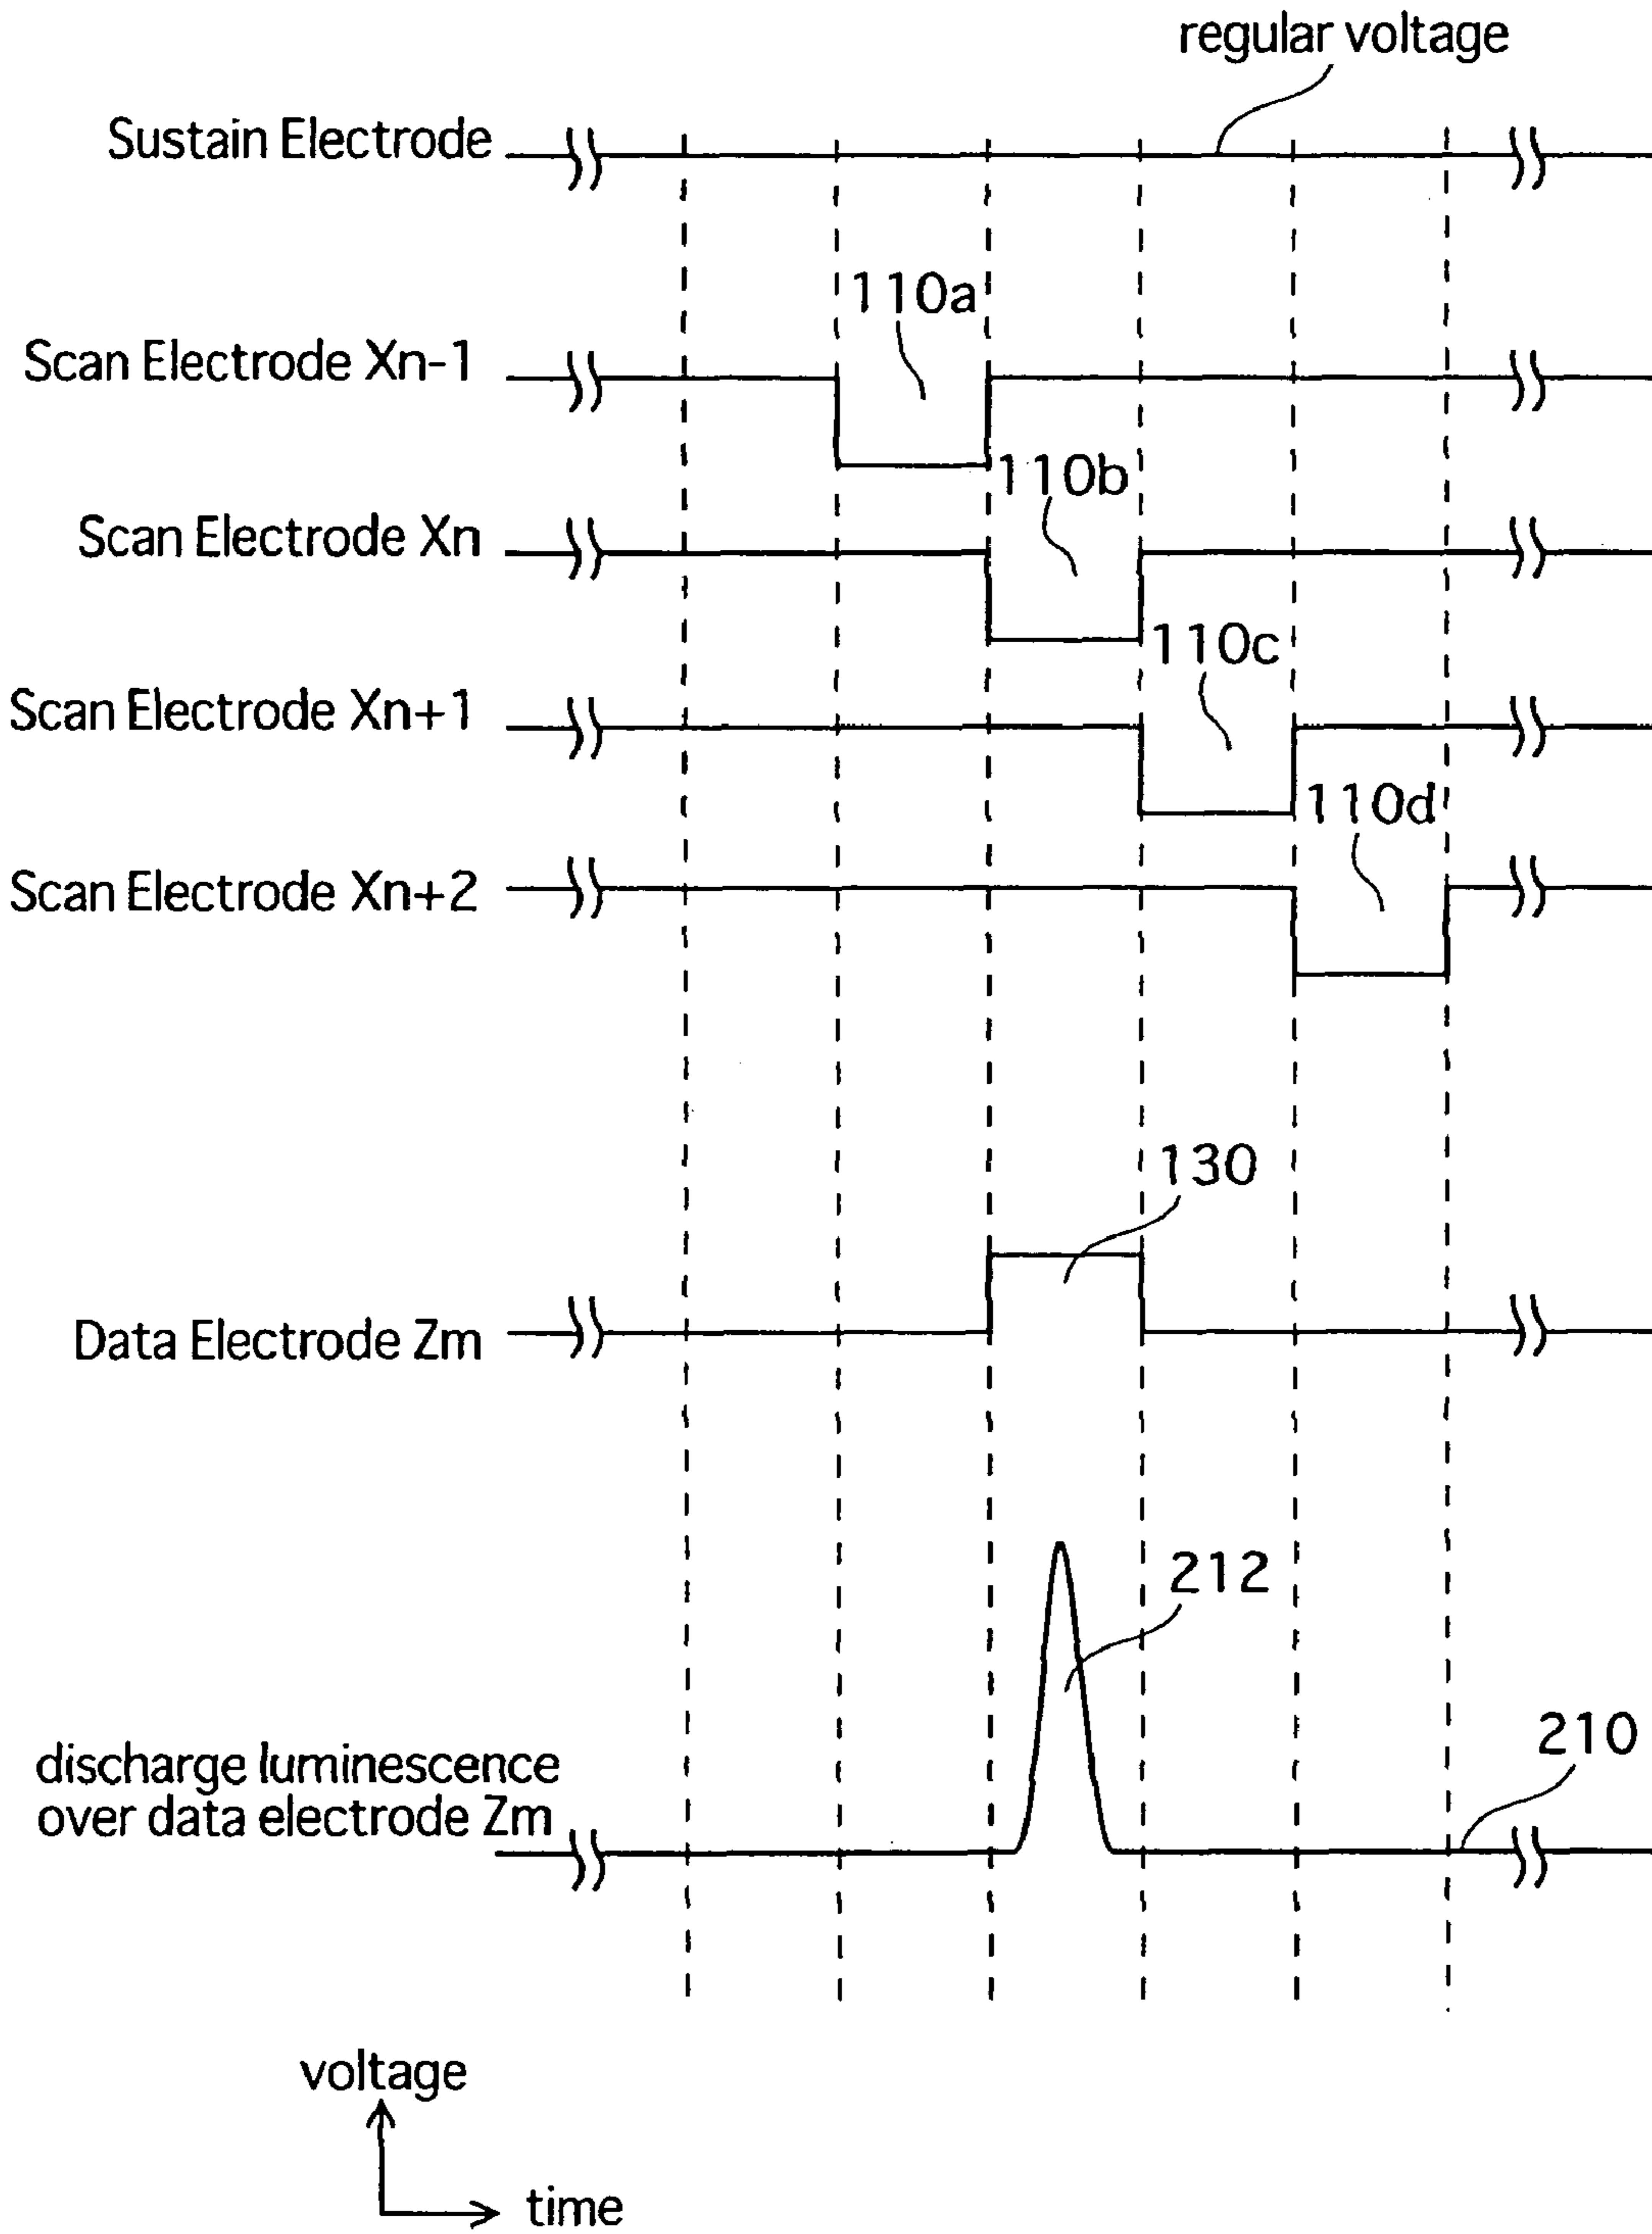 regular voltage
Sustain Electrode
110a
Scan Electrode Xn-1
110b
Scan Electrode Xn
110c
Scan Electrode Xn+1
110d
Scan Electrode Xn+2
130
Data Electrode Zm
212
210
discharge luminescence
over data electrode Zm
voltage
time